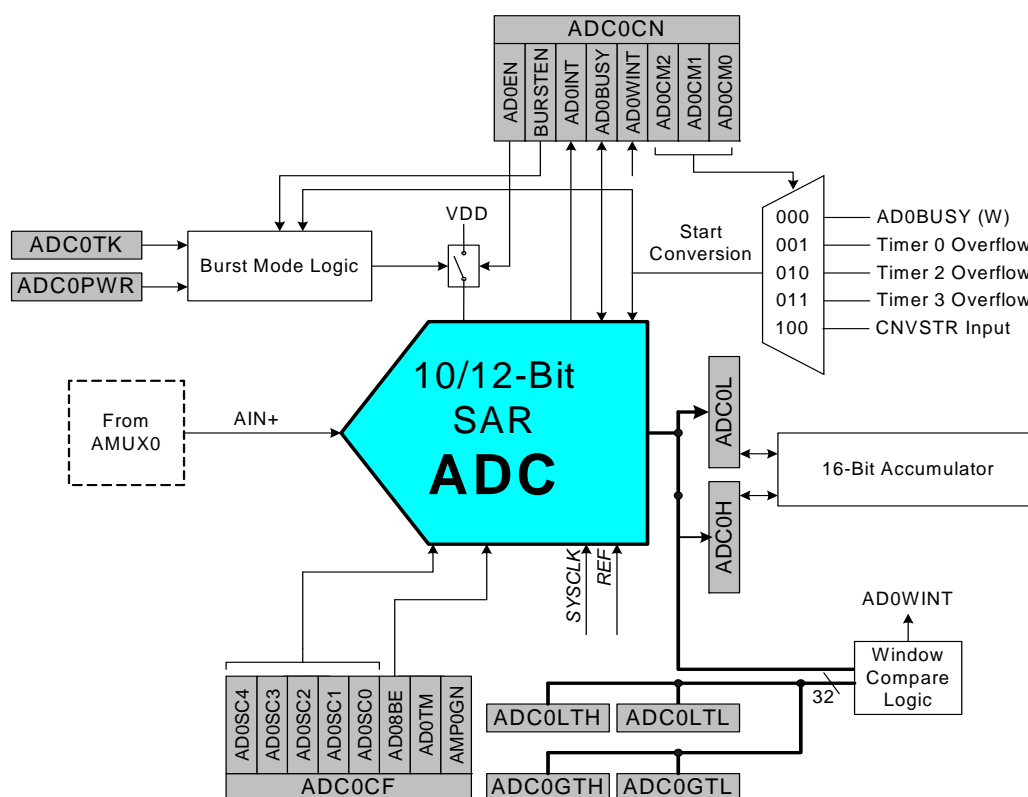 ADC0CN
AD0EN
BURSTEN
AD0INT
AD0BUSY
AD0WINT
AD0CM2
AD0CM1
AD0CM0
VDD
Start
Conversion
000
AD0BUSY (W)
001
Timer 0 Overflow
010
Timer 2 Overflow
011
Timer 3 Overflow
100
CNVSTR Input
ADC0TK
ADC0PWR
Burst Mode Logic
From
AMUX0
AIN+
10/12-Bit
SAR
ADC
ADC0L
ADC0H
16-Bit Accumulator
SYSCLK
REF
AD0WINT
Window
Compare
Logic
32
AD0SC4
AD0SC3
AD0SC2
AD0SC1
AD0SC0
AD08BE
AD0TM
AMP0GN
ADC0CF
ADC0LTH
ADC0LTL
ADC0GTH
ADC0GTL